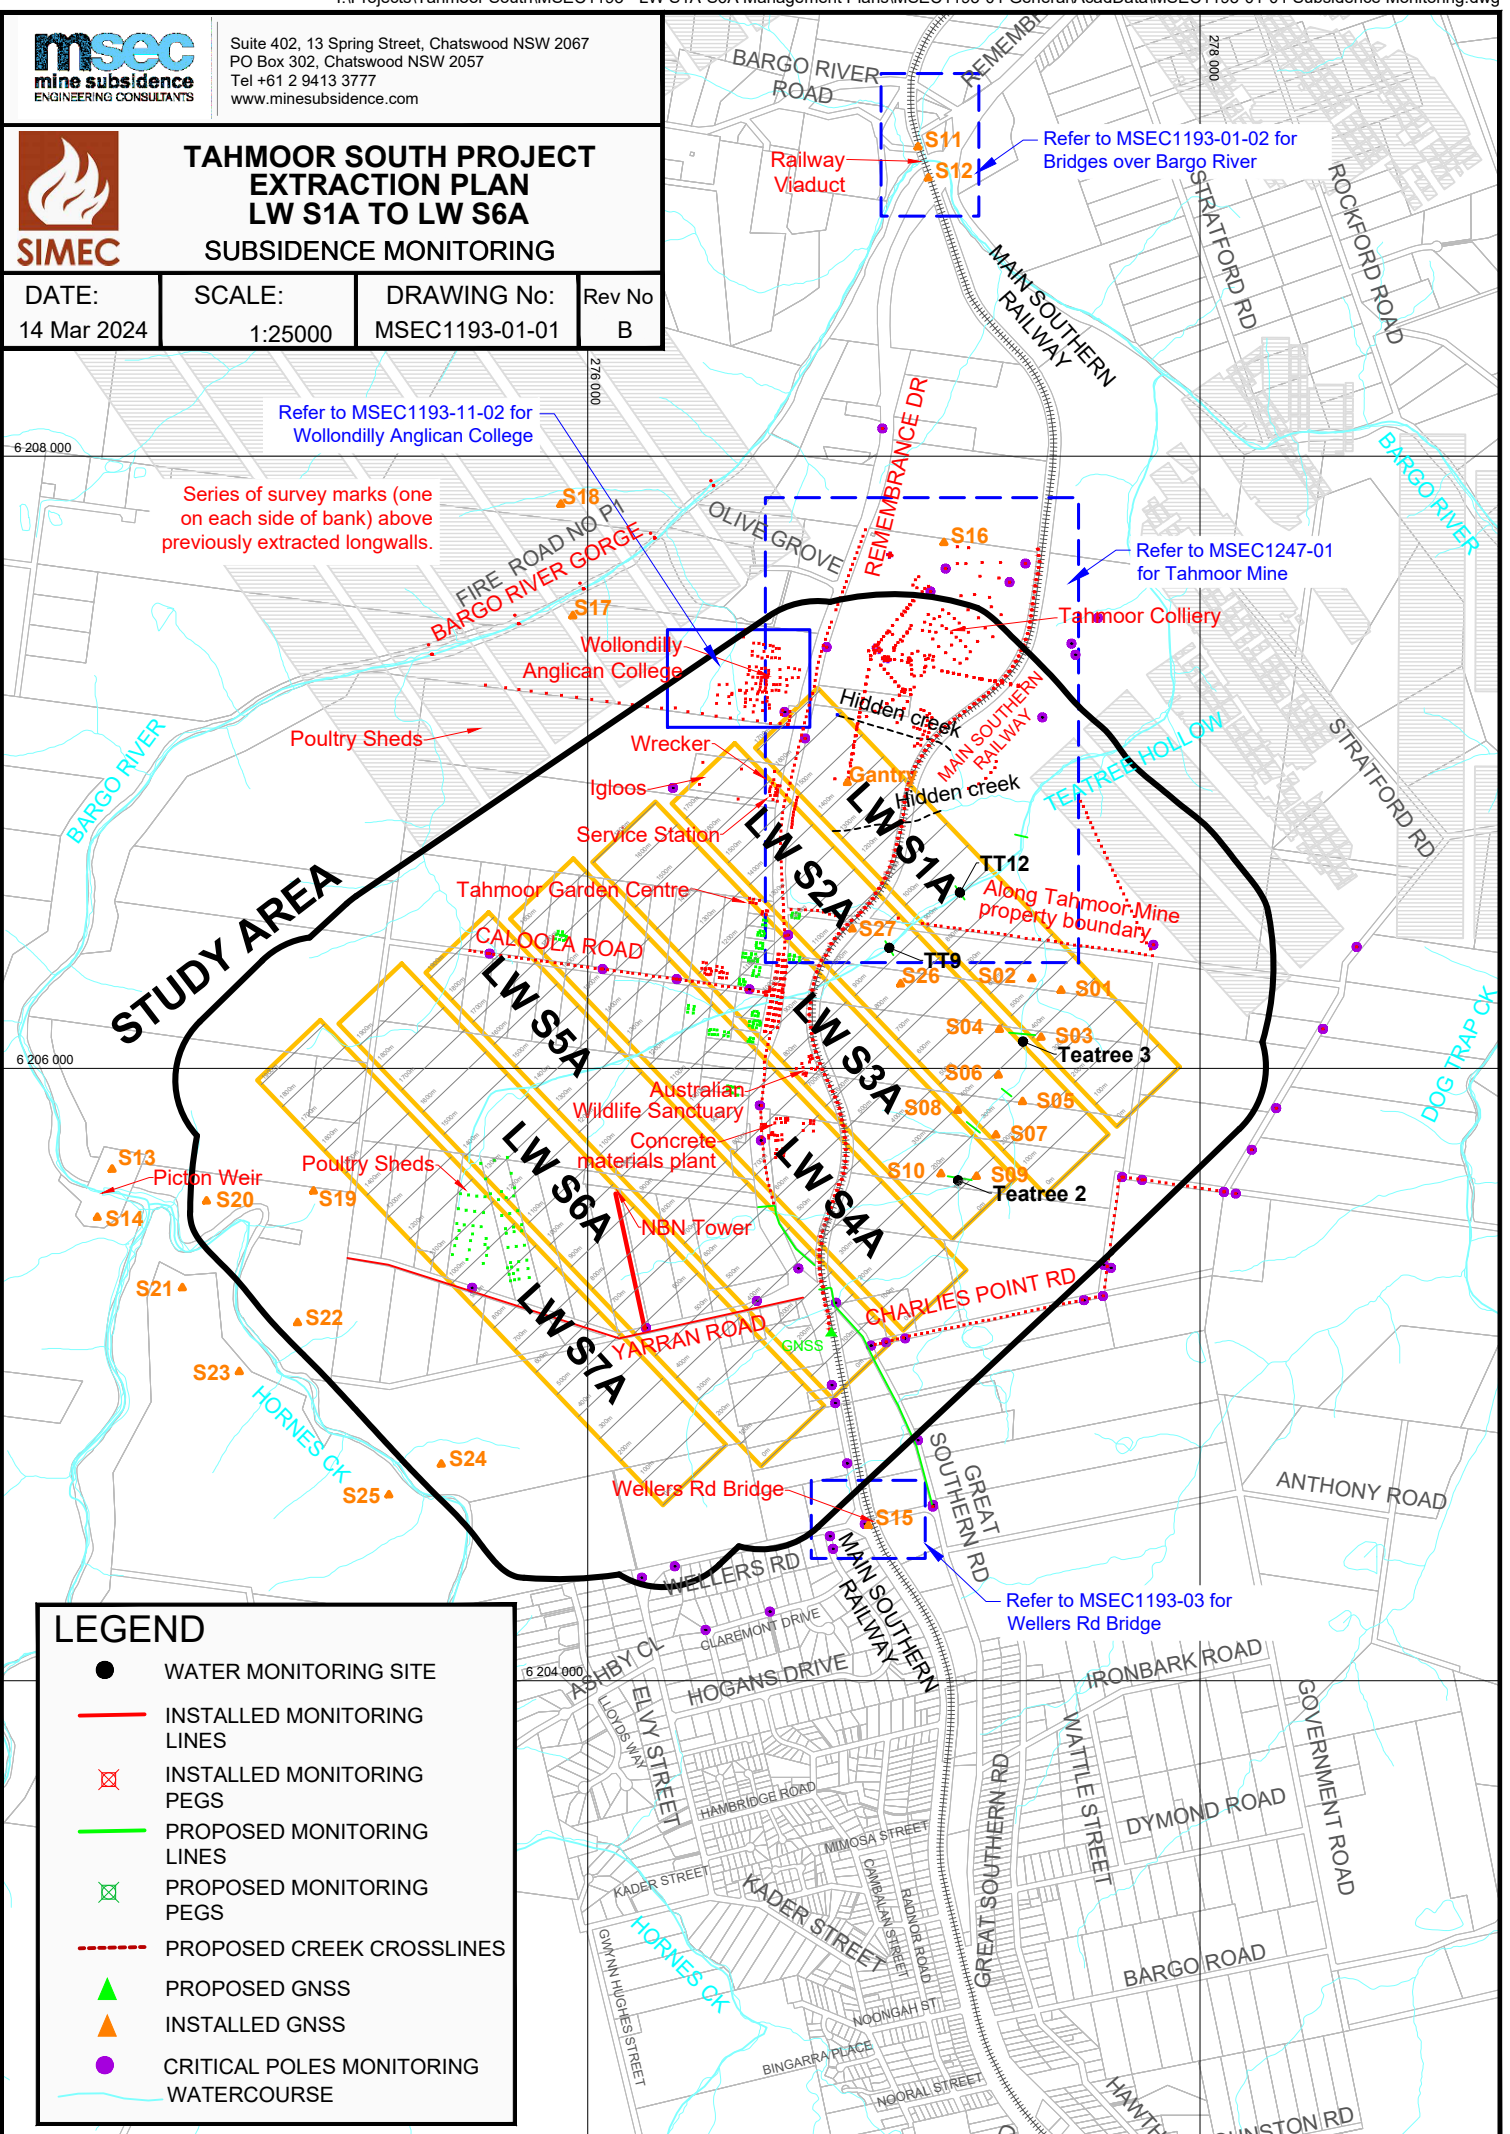 msec
mine subsidence
ENGINEERING CONSULTANTS
Suite 402, 13 Spring Street, Chatswood NSW 2067
PO Box 302, Chatswood NSW 2057
Tel +61 2 9413 3777
www.minesubsidence.com
SIMEC
TAHMOOR SOUTH PROJECT
EXTRACTION PLAN
LW S1A TO LW S6A
SUBSIDENCE MONITORING
DATE:
14 Mar 2024
SCALE:
1:25000
DRAWING No:
MSEC1193-01-01
Rev No
B
BARGO RIVER
ROAD
278 000
S11
S12
Railway
Viaduct
Refer to MSEC1193-01-02 for
Bridges over Bargo River
STRATFORD RD
ROCKFORD ROAD
MAIN SOUTHERN
RAILWAY
276 000
Refer to MSEC1193-11-02 for
Wollondilly Anglican College
6 208 000
REMEMBRANCE DR
BARGO RIVER
Series of survey marks (one
on each side of bank) above
previously extracted longwalls.
S18
FIRE ROAD NO P1
BARGO RIVER GORGE
OLIVE GROVE
S16
Refer to MSEC1247-01
for Tahmoor Mine
S17
Tahmoor Colliery
Wollondilly
Anglican College
Hidden creek
MAIN SOUTHERN
RAILWAY
Poultry Sheds
Wrecker
Igloos
Gantry
Hidden creek
TEATREE HOLLOW
STRATFORD RD
BARGO RIVER
Service Station
LW S1A
LW S2A
TT12
STUDY AREA
Tahmoor Garden Centre
Along Tahmoor Mine
property boundary
CALOOLA ROAD
S27
TT9
S26
S02
S01
LW S5A
LW S3A
S04
S03
Teatree 3
6 206 000
DOG TRAP CK
S06
Australian
Wildlife Sanctuary
S08
S05
Concrete
materials plant
S07
LW S6A
LW S4A
Poultry Sheds
S10
S09
Teatree 2
S13
Picton Weir
S20
S19
S14
NBN Tower
S21
S22
CHARLIES POINT RD
YARRAN ROAD
GNSS
LW S7A
S23
HORNES CK
S24
S25
Wellers Rd Bridge
S15
GREAT
SOUTHERN RD
ANTHONY ROAD
MAIN SOUTHERN
RAILWAY
WELLERS RD
Refer to MSEC1193-03 for
Wellers Rd Bridge
CLAREMONT DRIVE
6 204 000
ASHBY CL
HOGANS DRIVE
LLOYDS WAY
ELVY STREET
IRONBARK ROAD
WATTLE STREET
GOVERNMENT ROAD
HAMBRIDGE ROAD
MIMOSA STREET
GREAT SOUTHERN RD
DYMOND ROAD
KADER STREET
KADER STREET
CAMBALAN STREET
RADNOR ROAD
HORNES CK
GWYNN HUGHES STREET
BARGO ROAD
NOONGAH ST
BINGARRA PLACE
NOORAL STREET
LEGEND
WATER MONITORING SITE
INSTALLED MONITORING
LINES
INSTALLED MONITORING
PEGS
PROPOSED MONITORING
LINES
PROPOSED MONITORING
PEGS
PROPOSED CREEK CROSSLINES
PROPOSED GNSS
INSTALLED GNSS
CRITICAL POLES MONITORING
WATERCOURSE